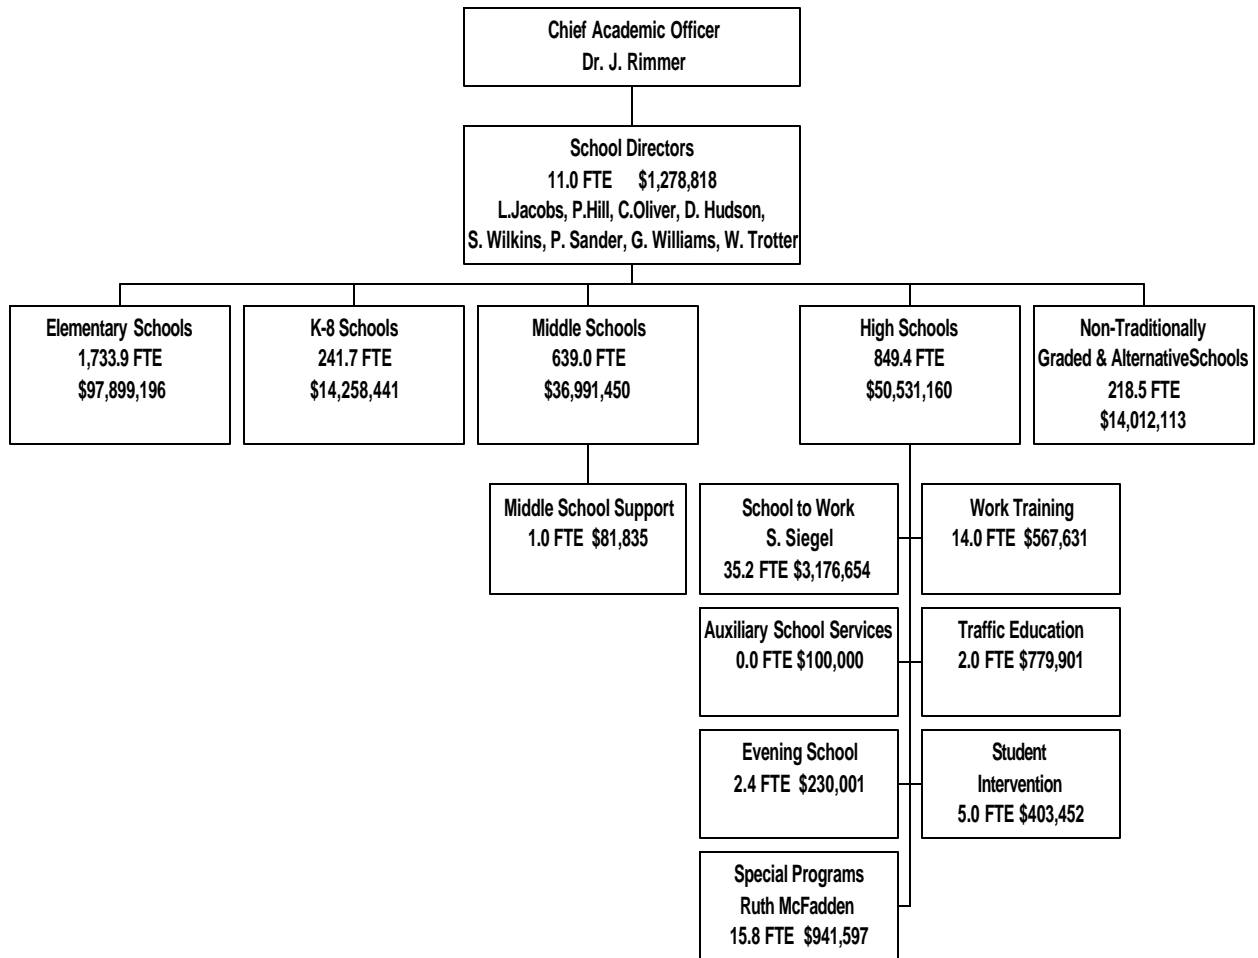 Chief Academic Officer
Dr. J. Rimmer
School Directors
11.0 FTE $1,278,818
L.Jacobs, P.Hill, C.Oliver, D. Hudson,
S. Wilkins, P. Sander, G. Williams, W. Trotter
Elementary Schools
1,733.9 FTE
$97,899,196
K-8 Schools
241.7 FTE
$14,258,441
Middle Schools
639.0 FTE
$36,991,450
High Schools
849.4 FTE
$50,531,160
Non-Traditionally
Graded & AlternativeSchools
218.5 FTE
$14,012,113
Middle School Support
1.0 FTE $81,835
School to Work
S. Siegel
35.2 FTE $3,176,654
Work Training
14.0 FTE $567,631
Auxiliary School Services
0.0 FTE $100,000
Traffic Education
2.0 FTE $779,901
Evening School
2.4 FTE $230,001
Student
Intervention
5.0 FTE $403,452
Special Programs
Ruth McFadden
15.8 FTE $941,597